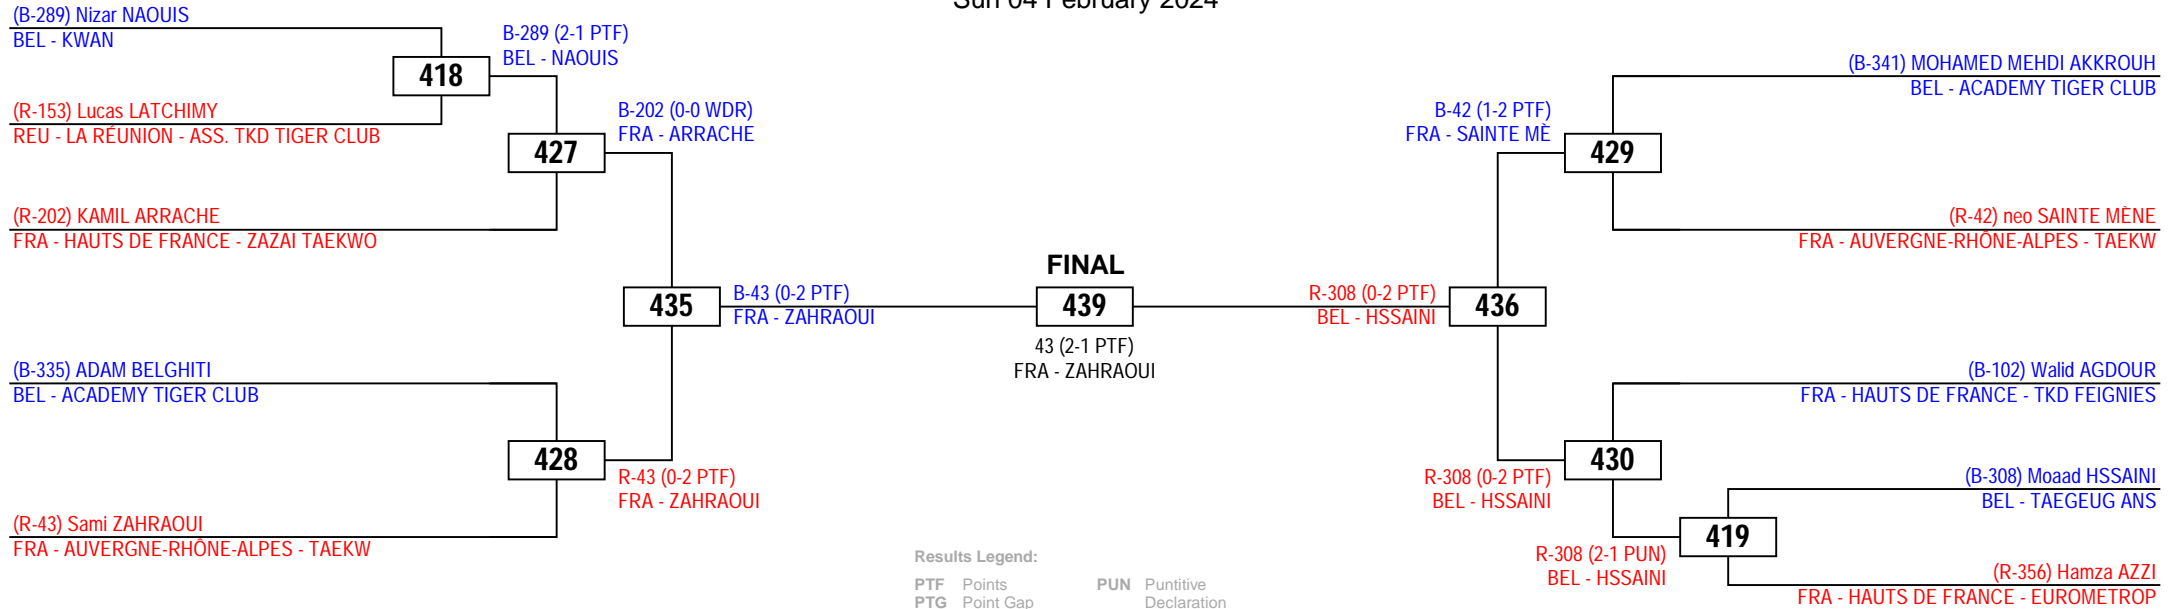 Sun 04 February 2024
(B-289) Nizar NAOUIS
BEL - KWAN
418
B-289 (2-1 PTF)
BEL - NAOUIS
(R-153) Lucas LATCHIMY
REU - LA RÉUNION - ASS. TKD TIGER CLUB
427
B-202 (0-0 WDR)
FRA - ARRACHE
(R-202) KAMIL ARRACHE
FRA - HAUTS DE FRANCE - ZAZAI TAEKWO
435
B-43 (0-2 PTF)
FRA - ZAHRAOUI
(B-335) ADAM BELGHITI
BEL - ACADEMY TIGER CLUB
428
R-43 (0-2 PTF)
FRA - ZAHRAOUI
(R-43) Sami ZAHRAOUI
FRA - AUVERGNE-RHÔNE-ALPES - TAEKW
FINAL
439
43 (2-1 PTF)
FRA - ZAHRAOUI
(B-341) MOHAMED MEHDI AKKROUH
BEL - ACADEMY TIGER CLUB
B-42 (1-2 PTF)
FRA - SAINTE MÈ
429
(R-42) neo SAINTE MÈNE
FRA - AUVERGNE-RHÔNE-ALPES - TAEKW
R-308 (0-2 PTF)
BEL - HSSAINI
436
(B-102) Walid AGDOUR
FRA - HAUTS DE FRANCE - TKD FEIGNIES
430
R-308 (0-2 PTF)
BEL - HSSAINI
(B-308) Moaad HSSAINI
BEL - TAEGEUG ANS
419
R-308 (2-1 PUN)
BEL - HSSAINI
(R-356) Hamza AZZI
FRA - HAUTS DE FRANCE - EUROMETROP
Results Legend:
PTF Points PUN Puntitive
PTG Point Gap Declaration